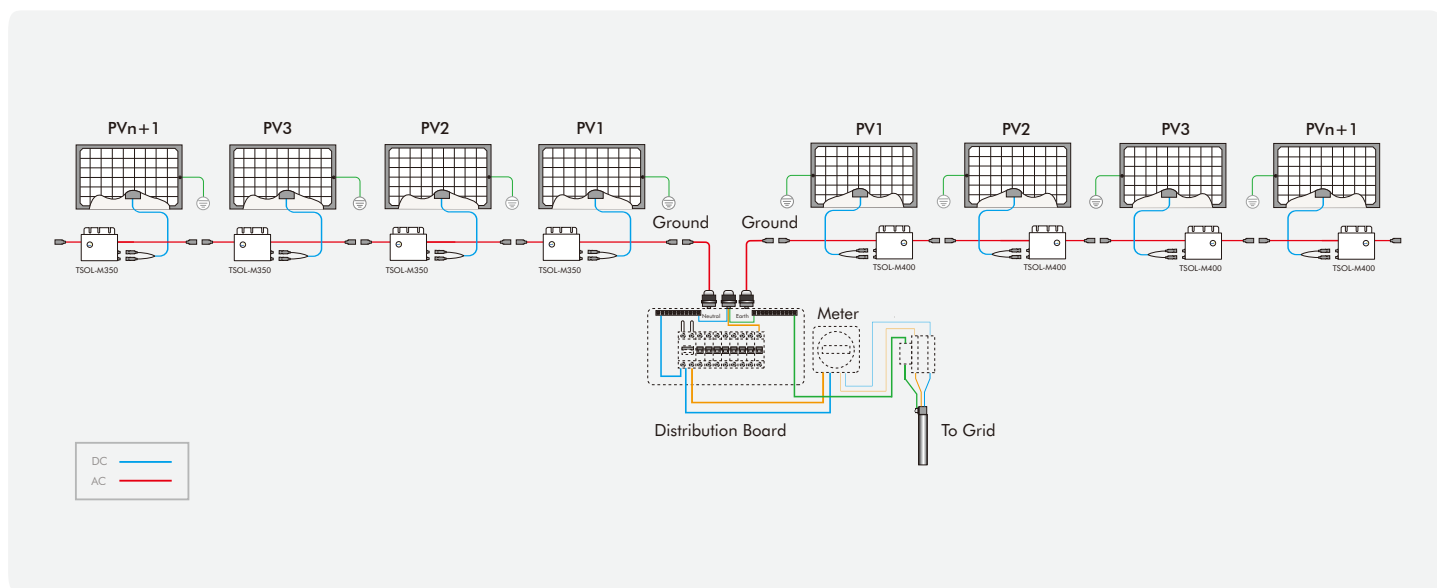 PVn+1
PV3
PV2
PV1
PV1
PV2
PV3
PVn+1
Ground
Ground
TSOL-M350
TSOL-M350
TSOL-M350
TSOL-M350
TSOL-M400
TSOL-M400
TSOL-M400
TSOL-M400
Neutral
Earth
Meter
Distribution Board
To Grid
DC
AC